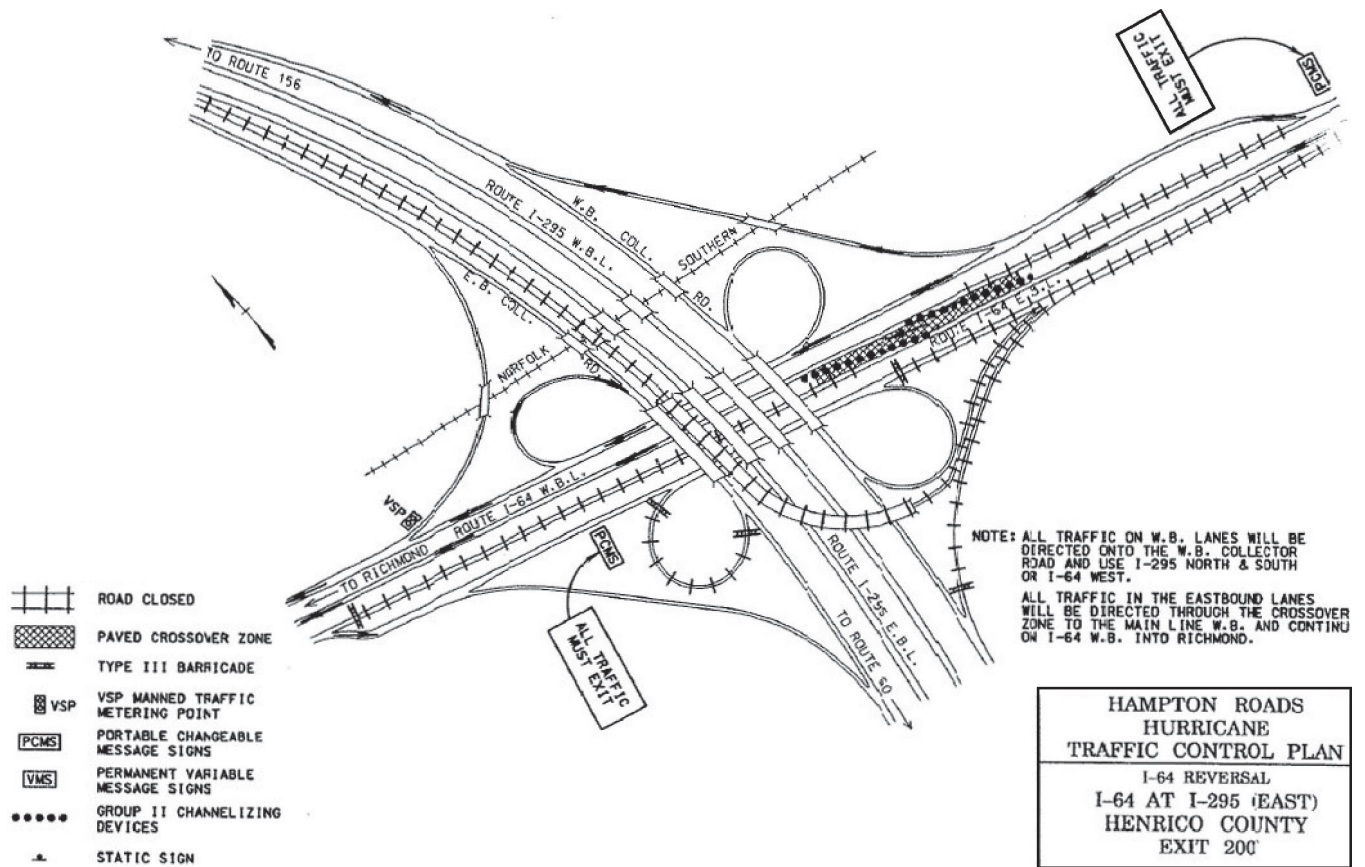 TO ROUTE 156
ALL TRAFFIC
MUST EXIT
PCMS
ROUTE I-295 W.B.L.
W.B. COLL. RD.
SOUTHERN
E.B. COLL. RD.
NORFOLK
ROUTE I-64 E.B.L.
VSP
ROUTE I-64 W.B.L.
TO RICHMOND
PCMS
ALL TRAFFIC
MUST EXIT
ROUTE I-295 E.B.L.
TO ROUTE 60
NOTE: ALL TRAFFIC ON W.B. LANES WILL BE
DIRECTED ONTO THE W.B. COLLECTOR
ROAD AND USE I-295 NORTH & SOUTH
OR I-64 WEST.
ALL TRAFFIC IN THE EASTBOUND LANES
WILL BE DIRECTED THROUGH THE CROSSOVER
ZONE TO THE MAIN LINE W.B. AND CONTINU
ON I-64 W.B. INTO RICHMOND.
ROAD CLOSED
PAVED CROSSOVER ZONE
TYPE III BARRICADE
VSP VSP MANNED TRAFFIC
METERING POINT
PCMS PORTABLE CHANGEABLE
MESSAGE SIGNS
VMS PERMANENT VARIABLE
MESSAGE SIGNS
GROUP II CHANNELIZING
DEVICES
STATIC SIGN
HAMPTON ROADS
HURRICANE
TRAFFIC CONTROL PLAN
I-64 REVERSAL
I-64 AT I-295 (EAST)
HENRICO COUNTY
EXIT 200